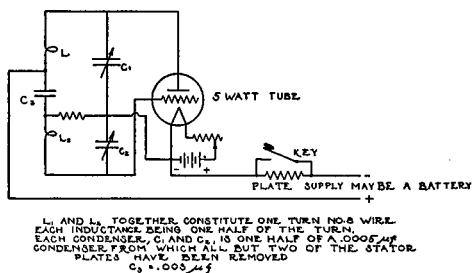 L₁
C₁
C₃
5 WATT TUBE
L₂
C₂
KEY
- +
-
PLATE SUPPLY MAY BE A BATTERY
+
L₁ AND L₂ TOGETHER CONSTITUTE ONE TURN NO.8 WIRE
EACH INDUCTANCE BEING ONE HALF OF THE TURN.
EACH CONDENSER, C₁ AND C₂, IS ONE HALF OF A .0005 μf
CONDENSER FROM WHICH ALL BUT TWO OF THE STATOR
PLATES HAVE BEEN REMOVED
C₃ = .005 μf